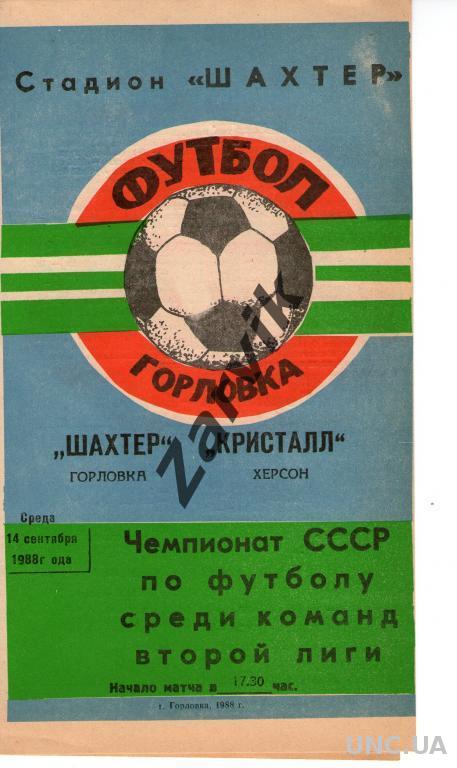 Стадион «ШАХТЕР»
ФУТБОЛ
ГОРЛОВКА
„ШАХТЕР“ „КРИСТАЛЛ“
ГОРЛОВКА ХЕРСОН
Среда
14 сентября
1988г ода
Чемпионат СССР
по футболу
среди команд
второй лиги
Начало матча в 17.30 час.
г. Горловка, 1988 г.
Zarvik
UNC.UA